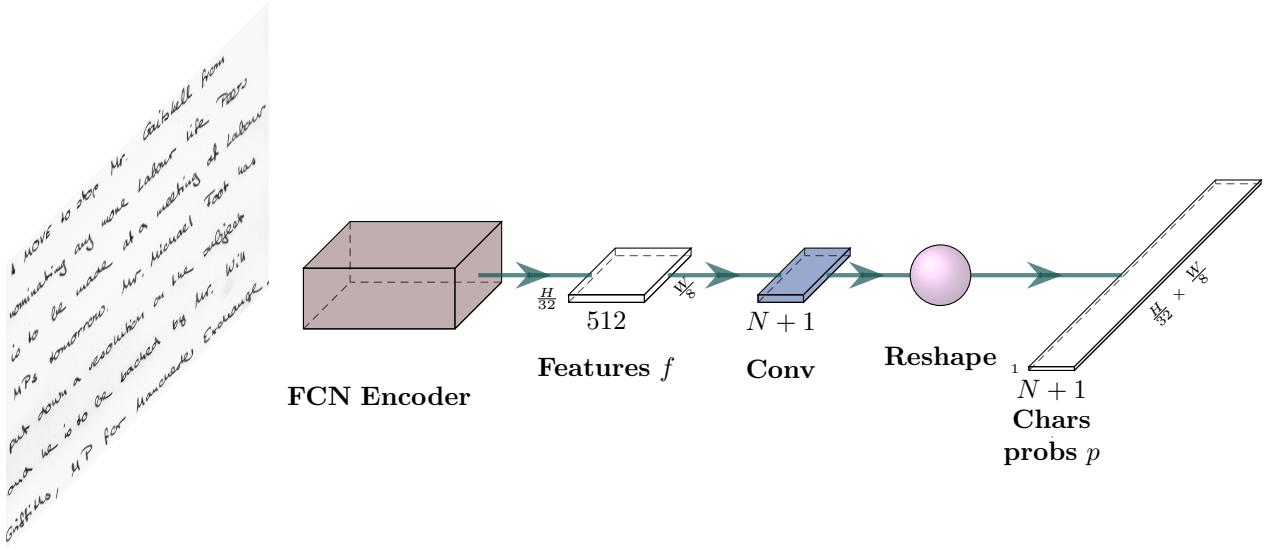 A MOVE to stop Mr. Gaitskell from
nominating any more Labour life Peers
is to be made at a meeting of Labour
MPs tomorrow. Mr. Michael Foot has
put down a resolution on the subject
and he is to be backed by Mr. Will
Griffiths, MP for Manchester Exchange.
FCN Encoder
H/32
W/8
512
Features f
N + 1
Conv
Reshape
1
H/32 × W/8
N + 1
Chars
probs p